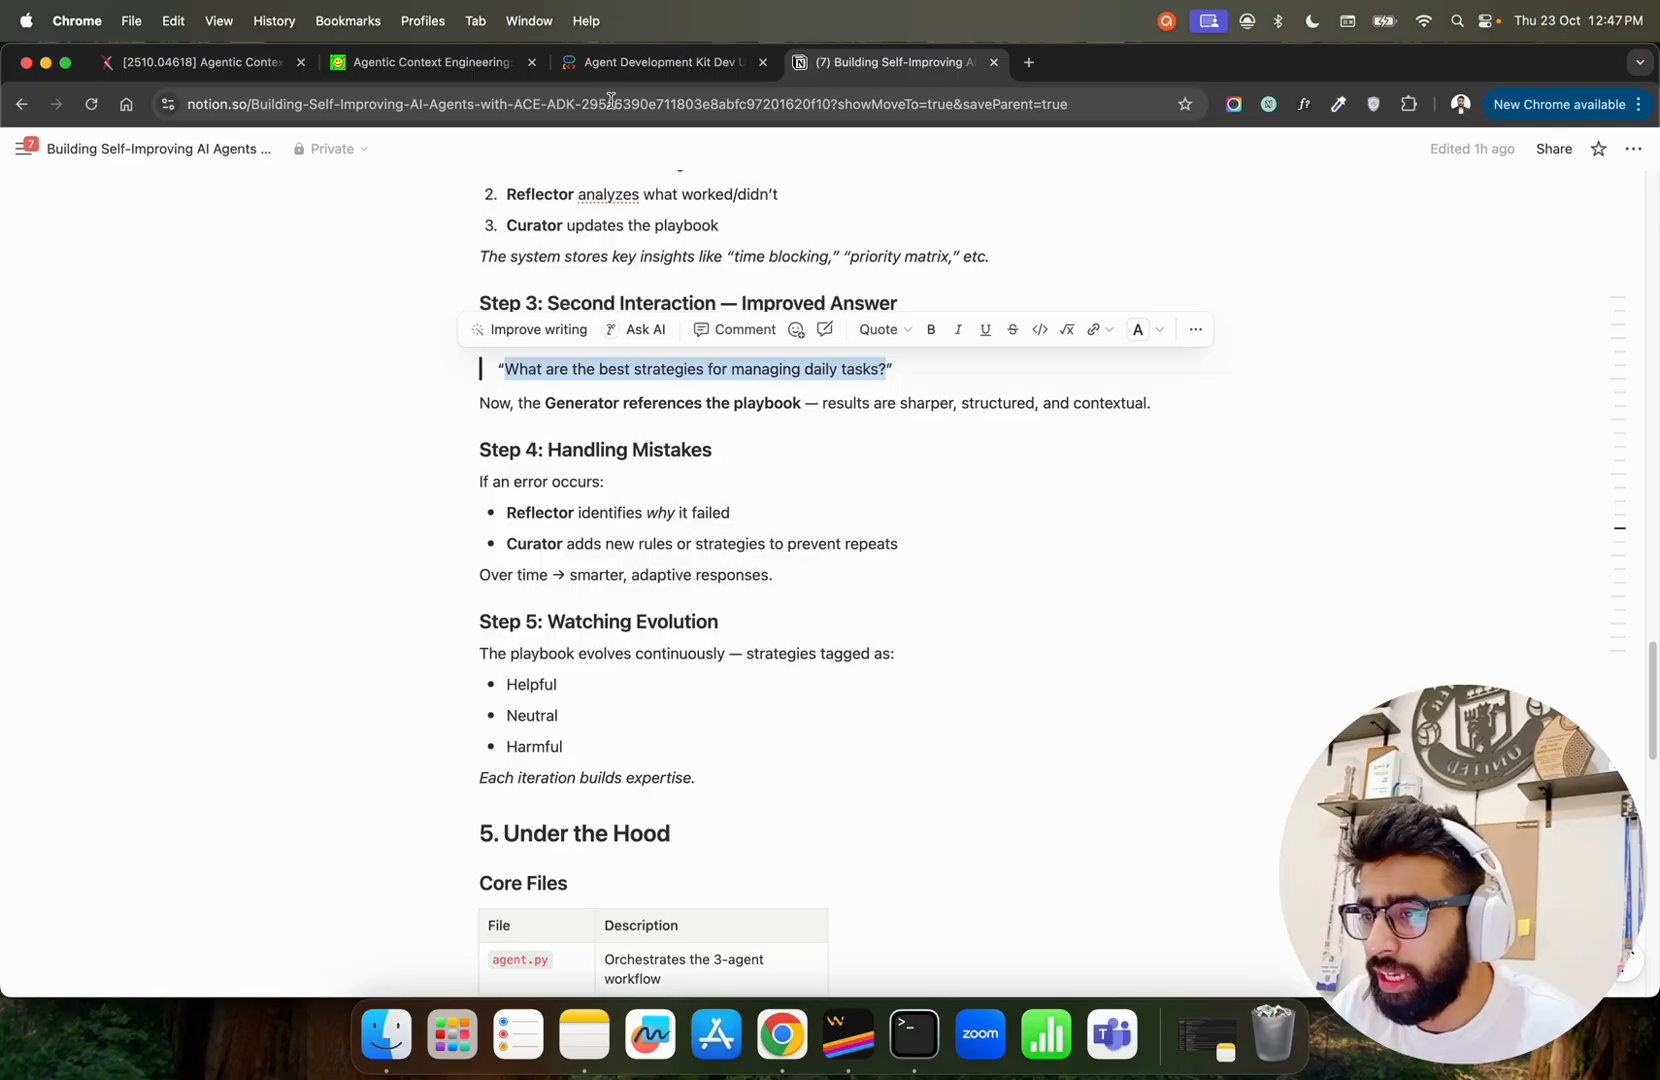 Chrome File Edit View History Bookmarks Profiles Tab Window Help Thu 23 Oct 12:47 PM
[2510.04618] Agentic Conte Agentic Context Engineering: Agent Development Kit Dev U (7) Building Self-Improving AI
notion.so/Building-Self-Improving-AI-Agents-with-ACE-ADK-295 6390e711803e8abfc97201620f10?showMoveTo=true&saveParent=true New Chrome available
7 Building Self-Improving AI Agents ... Private Edited 1h ago Share
2. Reflector analyzes what worked/didn’t
3. Curator updates the playbook
The system stores key insights like “time blocking,” “priority matrix,” etc.
Step 3: Second Interaction — Improved Answer
Improve writing Ask AI Comment Quote B I U S A
“What are the best strategies for managing daily tasks?”
Now, the Generator references the playbook — results are sharper, structured, and contextual.
Step 4: Handling Mistakes
If an error occurs:
• Reflector identifies why it failed
• Curator adds new rules or strategies to prevent repeats
Over time → smarter, adaptive responses.
Step 5: Watching Evolution
The playbook evolves continuously — strategies tagged as:
• Helpful
• Neutral
• Harmful
Each iteration builds expertise.
5. Under the Hood
Core Files
File Description
agent.py Orchestrates the 3-agent
workflow
UNITED
zoom